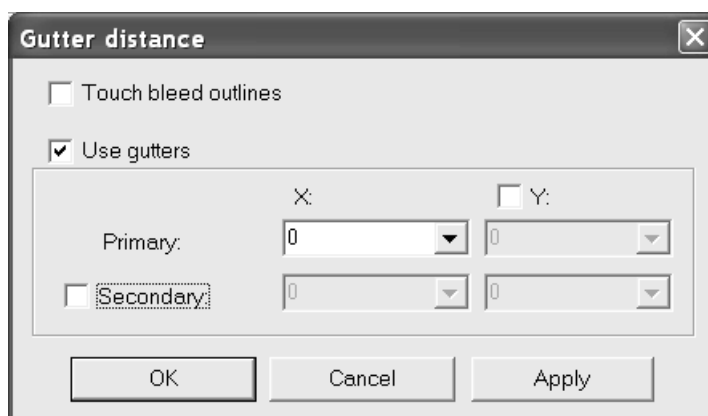 Gutter distance
Touch bleed outlines
Use gutters
X: Y:
Primary: 0 0
Secondary: 0 0
OK Cancel Apply